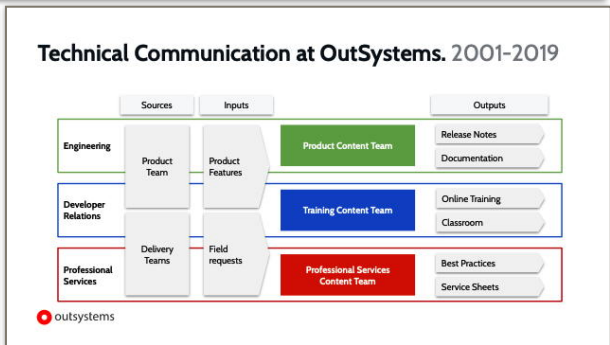 Technical Communication at OutSystems. 2001-2019
Sources
Inputs
Outputs
Engineering
Product
Team
Product
Features
Product Content Team
Release Notes
Documentation
Developer
Relations
Training Content Team
Online Training
Classroom
Delivery
Teams
Field
requests
Professional
Services
Professional Services
Content Team
Best Practices
Service Sheets
outsystems